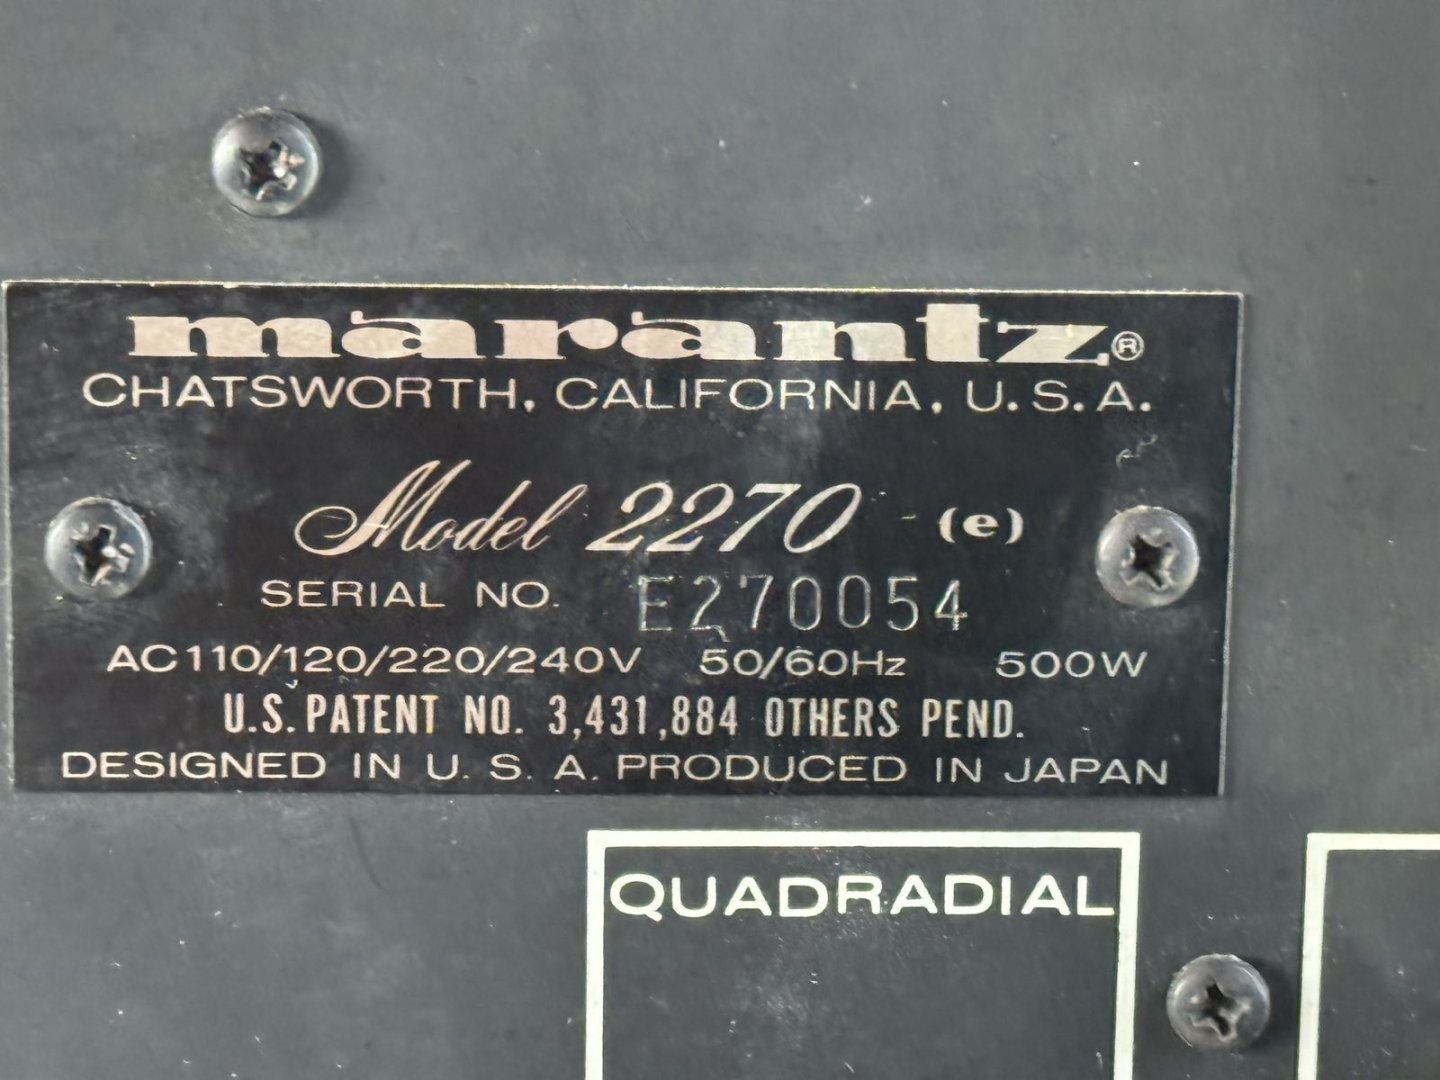 marantz®
CHATSWORTH, CALIFORNIA, U.S.A.
Model 2270 (e)
SERIAL NO. E270054
AC110/120/220/240V 50/60Hz 500W
U.S. PATENT NO. 3,431,884 OTHERS PEND.
DESIGNED IN U.S.A. PRODUCED IN JAPAN
QUADRADIAL